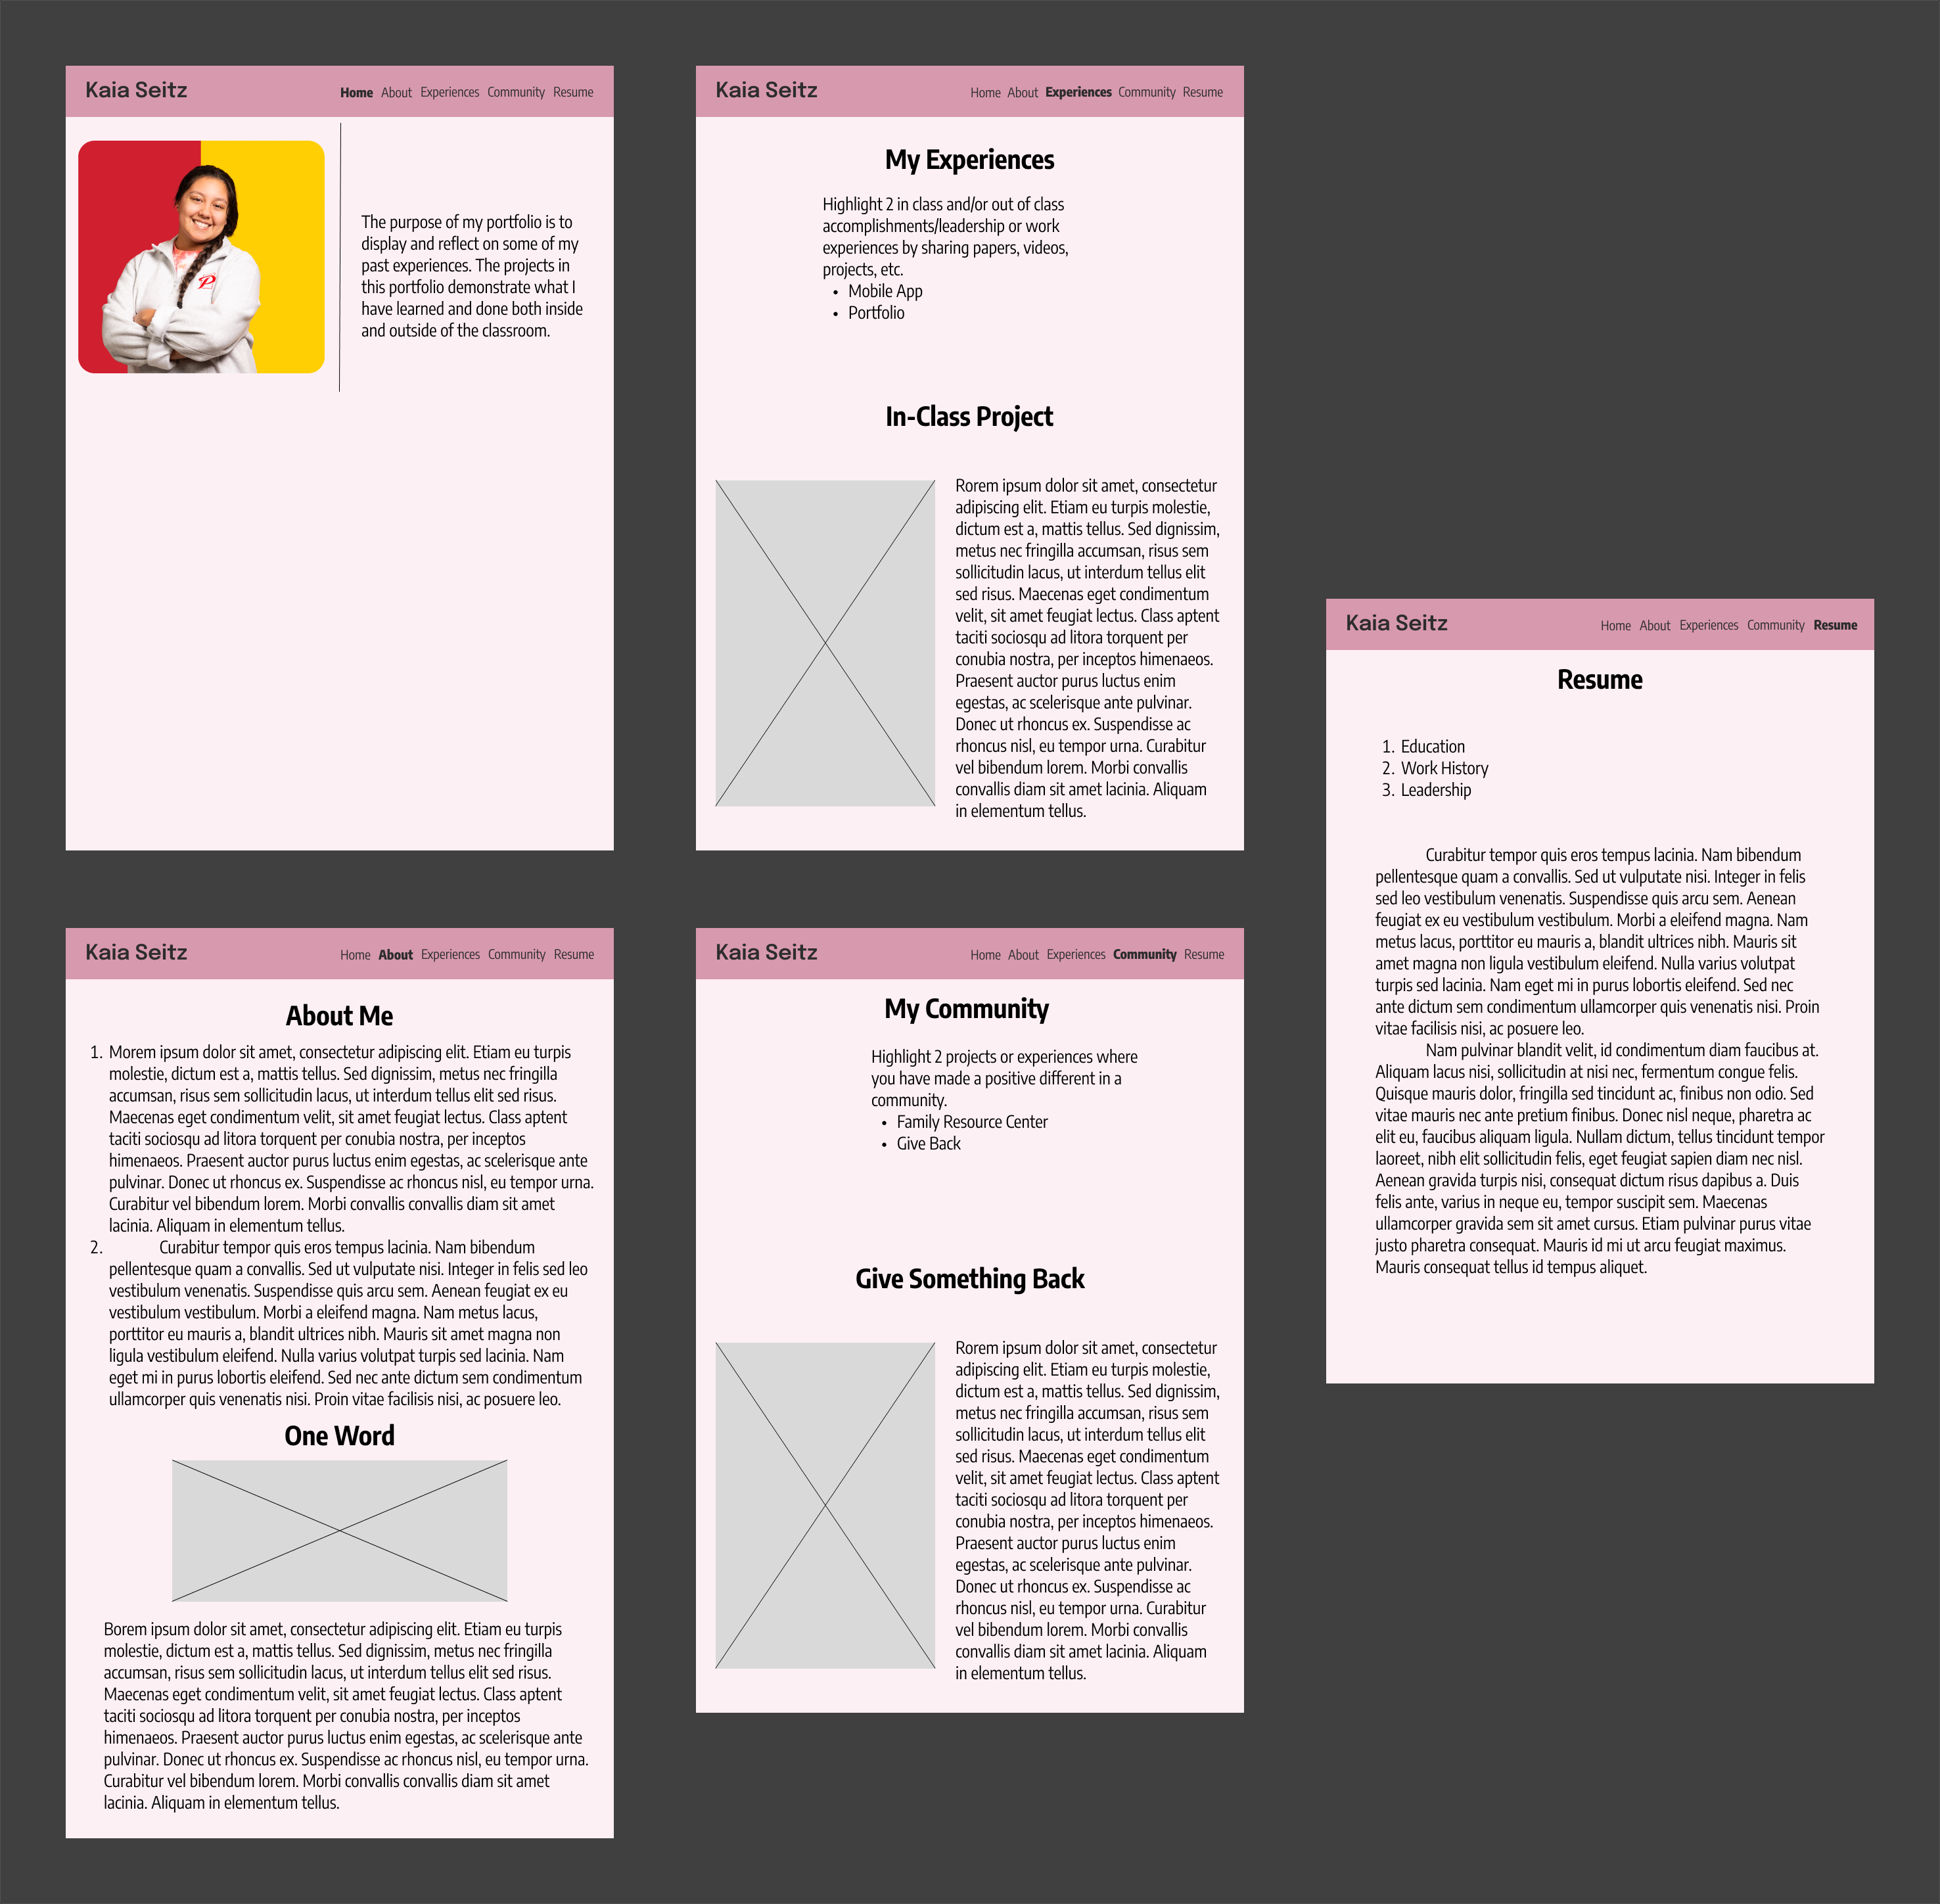 Kaia Seitz
Home About Experiences Community Resume
The purpose of my portfolio is to
display and reflect on some of my
past experiences. The projects in
this portfolio demonstrate what I
have learned and done both inside
and outside of the classroom.
P
Kaia Seitz
Home About Experiences Community Resume
My Experiences
Highlight 2 in class and/or out of class
accomplishments/leadership or work
experiences by sharing papers, videos,
projects, etc.
• Mobile App
• Portfolio
In-Class Project
Rorem ipsum dolor sit amet, consectetur
adipiscing elit. Etiam eu turpis molestie,
dictum est a, mattis tellus. Sed dignissim,
metus nec fringilla accumsan, risus sem
sollicitudin lacus, ut interdum tellus elit
sed risus. Maecenas eget condimentum
velit, sit amet feugiat lectus. Class aptent
taciti sociosqu ad litora torquent per
conubia nostra, per inceptos himenaeos.
Praesent auctor purus luctus enim
egestas, ac scelerisque ante pulvinar.
Donec ut rhoncus ex. Suspendisse ac
rhoncus nisl, eu tempor urna. Curabitur
vel bibendum lorem. Morbi convallis
convallis diam sit amet lacinia. Aliquam
in elementum tellus.
Kaia Seitz
Home About Experiences Community Resume
About Me
1. Morem ipsum dolor sit amet, consectetur adipiscing elit. Etiam eu turpis
molestie, dictum est a, mattis tellus. Sed dignissim, metus nec fringilla
accumsan, risus sem sollicitudin lacus, ut interdum tellus elit sed risus.
Maecenas eget condimentum velit, sit amet feugiat lectus. Class aptent
taciti sociosqu ad litora torquent per conubia nostra, per inceptos
himenaeos. Praesent auctor purus luctus enim egestas, ac scelerisque ante
pulvinar. Donec ut rhoncus ex. Suspendisse ac rhoncus nisl, eu tempor urna.
Curabitur vel bibendum lorem. Morbi convallis convallis diam sit amet
lacinia. Aliquam in elementum tellus.
2. Curabitur tempor quis eros tempus lacinia. Nam bibendum
pellentesque quam a convallis. Sed ut vulputate nisi. Integer in felis sed leo
vestibulum venenatis. Suspendisse quis arcu sem. Aenean feugiat ex eu
vestibulum vestibulum. Morbi a eleifend magna. Nam metus lacus,
porttitor eu mauris a, blandit ultrices nibh. Mauris sit amet magna non
ligula vestibulum eleifend. Nulla varius volutpat turpis sed lacinia. Nam
eget mi in purus lobortis eleifend. Sed nec ante dictum sem condimentum
ullamcorper quis venenatis nisi. Proin vitae facilisis nisi, ac posuere leo.
One Word
Borem ipsum dolor sit amet, consectetur adipiscing elit. Etiam eu turpis
molestie, dictum est a, mattis tellus. Sed dignissim, metus nec fringilla
accumsan, risus sem sollicitudin lacus, ut interdum tellus elit sed risus.
Maecenas eget condimentum velit, sit amet feugiat lectus. Class aptent
taciti sociosqu ad litora torquent per conubia nostra, per inceptos
himenaeos. Praesent auctor purus luctus enim egestas, ac scelerisque ante
pulvinar. Donec ut rhoncus ex. Suspendisse ac rhoncus nisl, eu tempor urna.
Curabitur vel bibendum lorem. Morbi convallis convallis diam sit amet
lacinia. Aliquam in elementum tellus.
Kaia Seitz
Home About Experiences Community Resume
My Community
Highlight 2 projects or experiences where
you have made a positive different in a
community.
• Family Resource Center
• Give Back
Give Something Back
Rorem ipsum dolor sit amet, consectetur
adipiscing elit. Etiam eu turpis molestie,
dictum est a, mattis tellus. Sed dignissim,
metus nec fringilla accumsan, risus sem
sollicitudin lacus, ut interdum tellus elit
sed risus. Maecenas eget condimentum
velit, sit amet feugiat lectus. Class aptent
taciti sociosqu ad litora torquent per
conubia nostra, per inceptos himenaeos.
Praesent auctor purus luctus enim
egestas, ac scelerisque ante pulvinar.
Donec ut rhoncus ex. Suspendisse ac
rhoncus nisl, eu tempor urna. Curabitur
vel bibendum lorem. Morbi convallis
convallis diam sit amet lacinia. Aliquam
in elementum tellus.
Kaia Seitz
Home About Experiences Community Resume
Resume
1. Education
2. Work History
3. Leadership
Curabitur tempor quis eros tempus lacinia. Nam bibendum
pellentesque quam a convallis. Sed ut vulputate nisi. Integer in felis
sed leo vestibulum venenatis. Suspendisse quis arcu sem. Aenean
feugiat ex eu vestibulum vestibulum. Morbi a eleifend magna. Nam
metus lacus, porttitor eu mauris a, blandit ultrices nibh. Mauris sit
amet magna non ligula vestibulum eleifend. Nulla varius volutpat
turpis sed lacinia. Nam eget mi in purus lobortis eleifend. Sed nec
ante dictum sem condimentum ullamcorper quis venenatis nisi. Proin
vitae facilisis nisi, ac posuere leo.
Nam pulvinar blandit velit, id condimentum diam faucibus at.
Aliquam lacus nisi, sollicitudin at nisi nec, fermentum congue felis.
Quisque mauris dolor, fringilla sed tincidunt ac, finibus non odio. Sed
vitae mauris nec ante pretium finibus. Donec nisl neque, pharetra ac
elit eu, faucibus aliquam ligula. Nullam dictum, tellus tincidunt tempor
laoreet, nibh elit sollicitudin felis, eget feugiat sapien diam nec nisl.
Aenean gravida turpis nisi, consequat dictum risus dapibus a. Duis
felis ante, varius in neque eu, tempor suscipit sem. Maecenas
ullamcorper gravida sem sit amet cursus. Etiam pulvinar purus vitae
justo pharetra consequat. Mauris id mi ut arcu feugiat maximus.
Mauris consequat tellus id tempus aliquet.